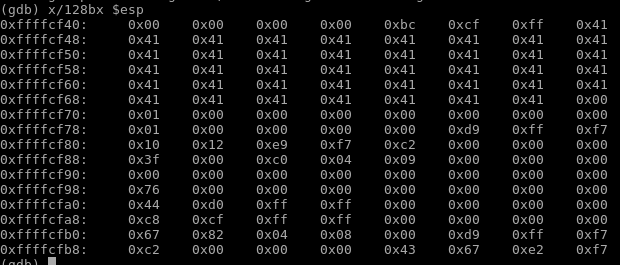 (gdb) x/128bx $esp
0xffffcf40: 0x00 0x00 0x00 0x00 0xbc 0xcf 0xff 0x41
0xffffcf48: 0x41 0x41 0x41 0x41 0x41 0x41 0x41 0x41
0xffffcf50: 0x41 0x41 0x41 0x41 0x41 0x41 0x41 0x41
0xffffcf58: 0x41 0x41 0x41 0x41 0x41 0x41 0x41 0x41
0xffffcf60: 0x41 0x41 0x41 0x41 0x41 0x41 0x41 0x41
0xffffcf68: 0x41 0x41 0x41 0x41 0x41 0x41 0x41 0x00
0xffffcf70: 0x01 0x00 0x00 0x00 0x00 0x00 0x00 0x00
0xffffcf78: 0x01 0x00 0x00 0x00 0x00 0xd9 0xff 0xf7
0xffffcf80: 0x10 0x12 0xe9 0xf7 0xc2 0x00 0x00 0x00
0xffffcf88: 0x3f 0x00 0xc0 0x04 0x09 0x00 0x00 0x00
0xffffcf90: 0x00 0x00 0x00 0x00 0x00 0x00 0x00 0x00
0xffffcf98: 0x76 0x00 0x00 0x00 0x00 0x00 0x00 0x00
0xffffcfa0: 0x44 0xd0 0xff 0xff 0x00 0x00 0x00 0x00
0xffffcfa8: 0xc8 0xcf 0xff 0xff 0x00 0x00 0x00 0x00
0xffffcfb0: 0x67 0x82 0x04 0x08 0x00 0xd9 0xff 0xf7
0xffffcfb8: 0xc2 0x00 0x00 0x00 0x43 0x67 0xe2 0xf7
(gdb)